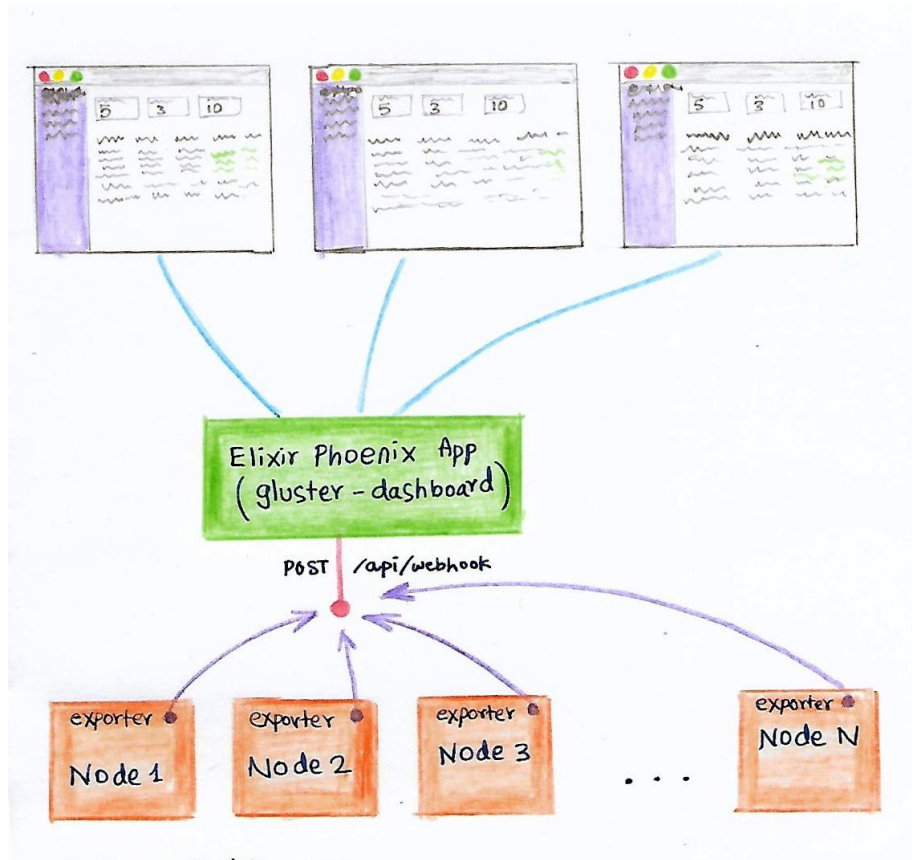 5 3 10
5 3 10
5 3 10
Elixir Phoenix App
(gluster-dashboard)
POST /api/webhook
exporter
Node 1
exporter
Node 2
exporter
Node 3
...
exporter
Node N